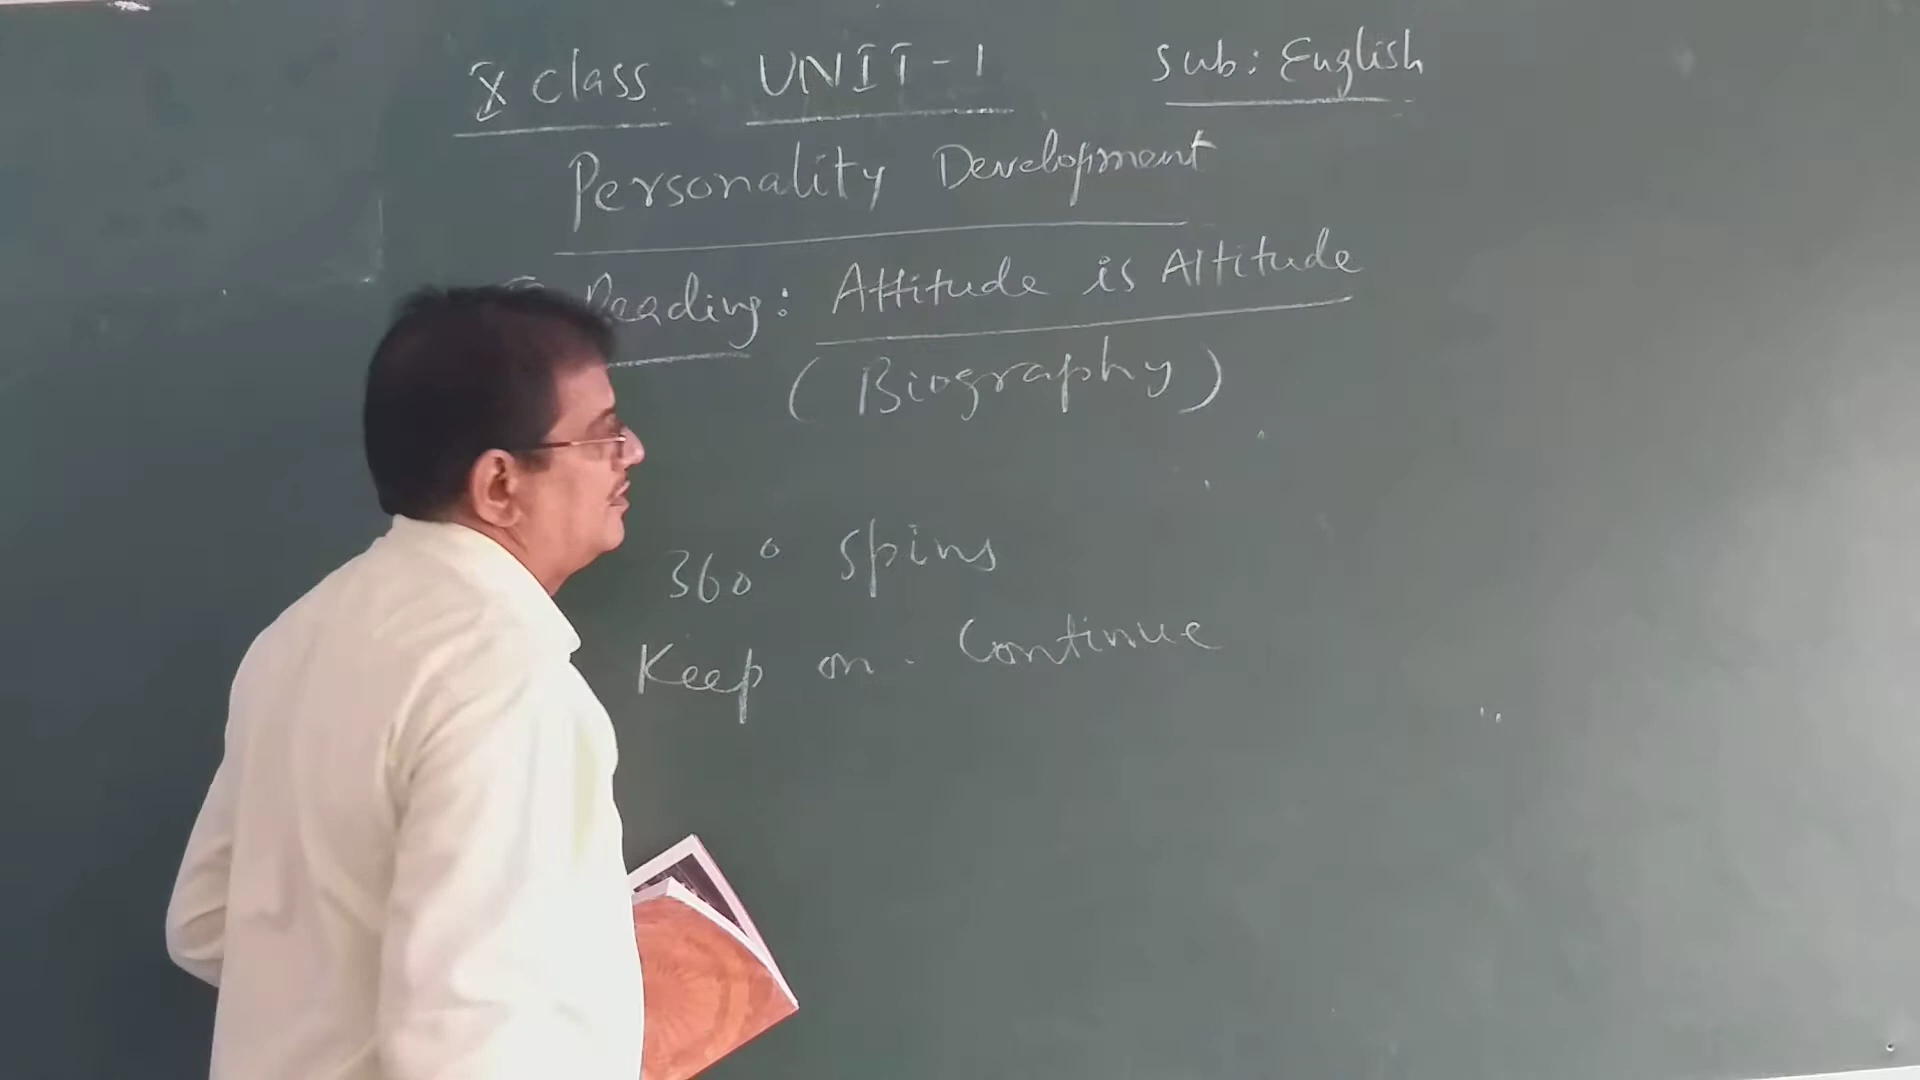 X class UNIT-1 Sub: English
Personality Development
Reading: Attitude is Altitude
(Biography)
360° Spins
Keep on. Continue